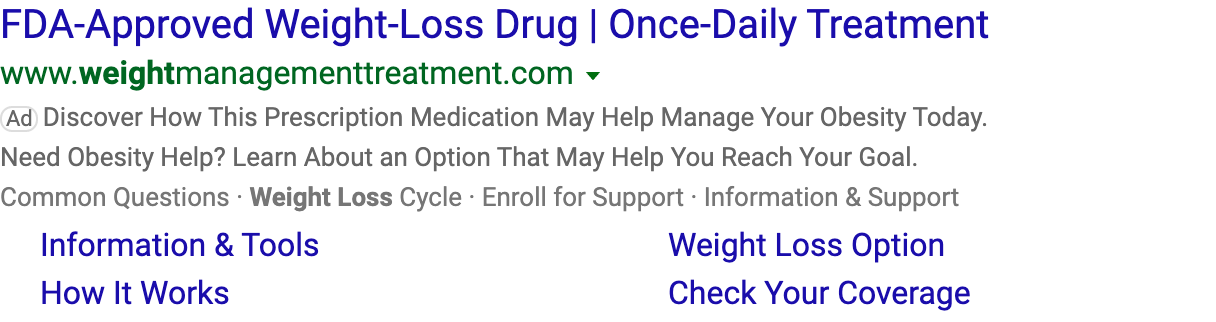 FDA-Approved Weight-Loss Drug | Once-Daily Treatment
www.weightmanagementtreatment.com
Ad Discover How This Prescription Medication May Help Manage Your Obesity Today.
Need Obesity Help? Learn About an Option That May Help You Reach Your Goal.
Common Questions · Weight Loss Cycle · Enroll for Support · Information & Support
Information & Tools Weight Loss Option
How It Works Check Your Coverage